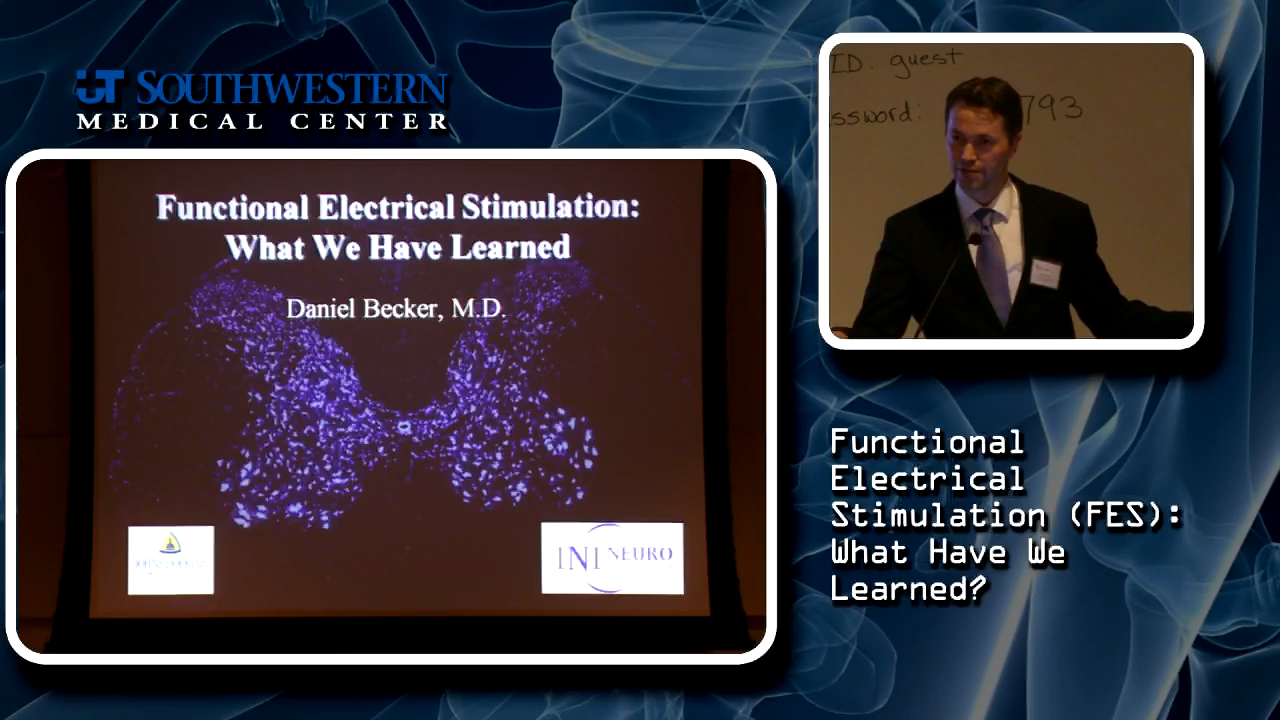 UT SOUTHWESTERN
MEDICAL CENTER
Functional Electrical Stimulation:
What We Have Learned
Daniel Becker, M.D.
INI NEURO
ID: guest
ssword: 793
Functional
Electrical
Stimulation (FES):
What Have We
Learned?